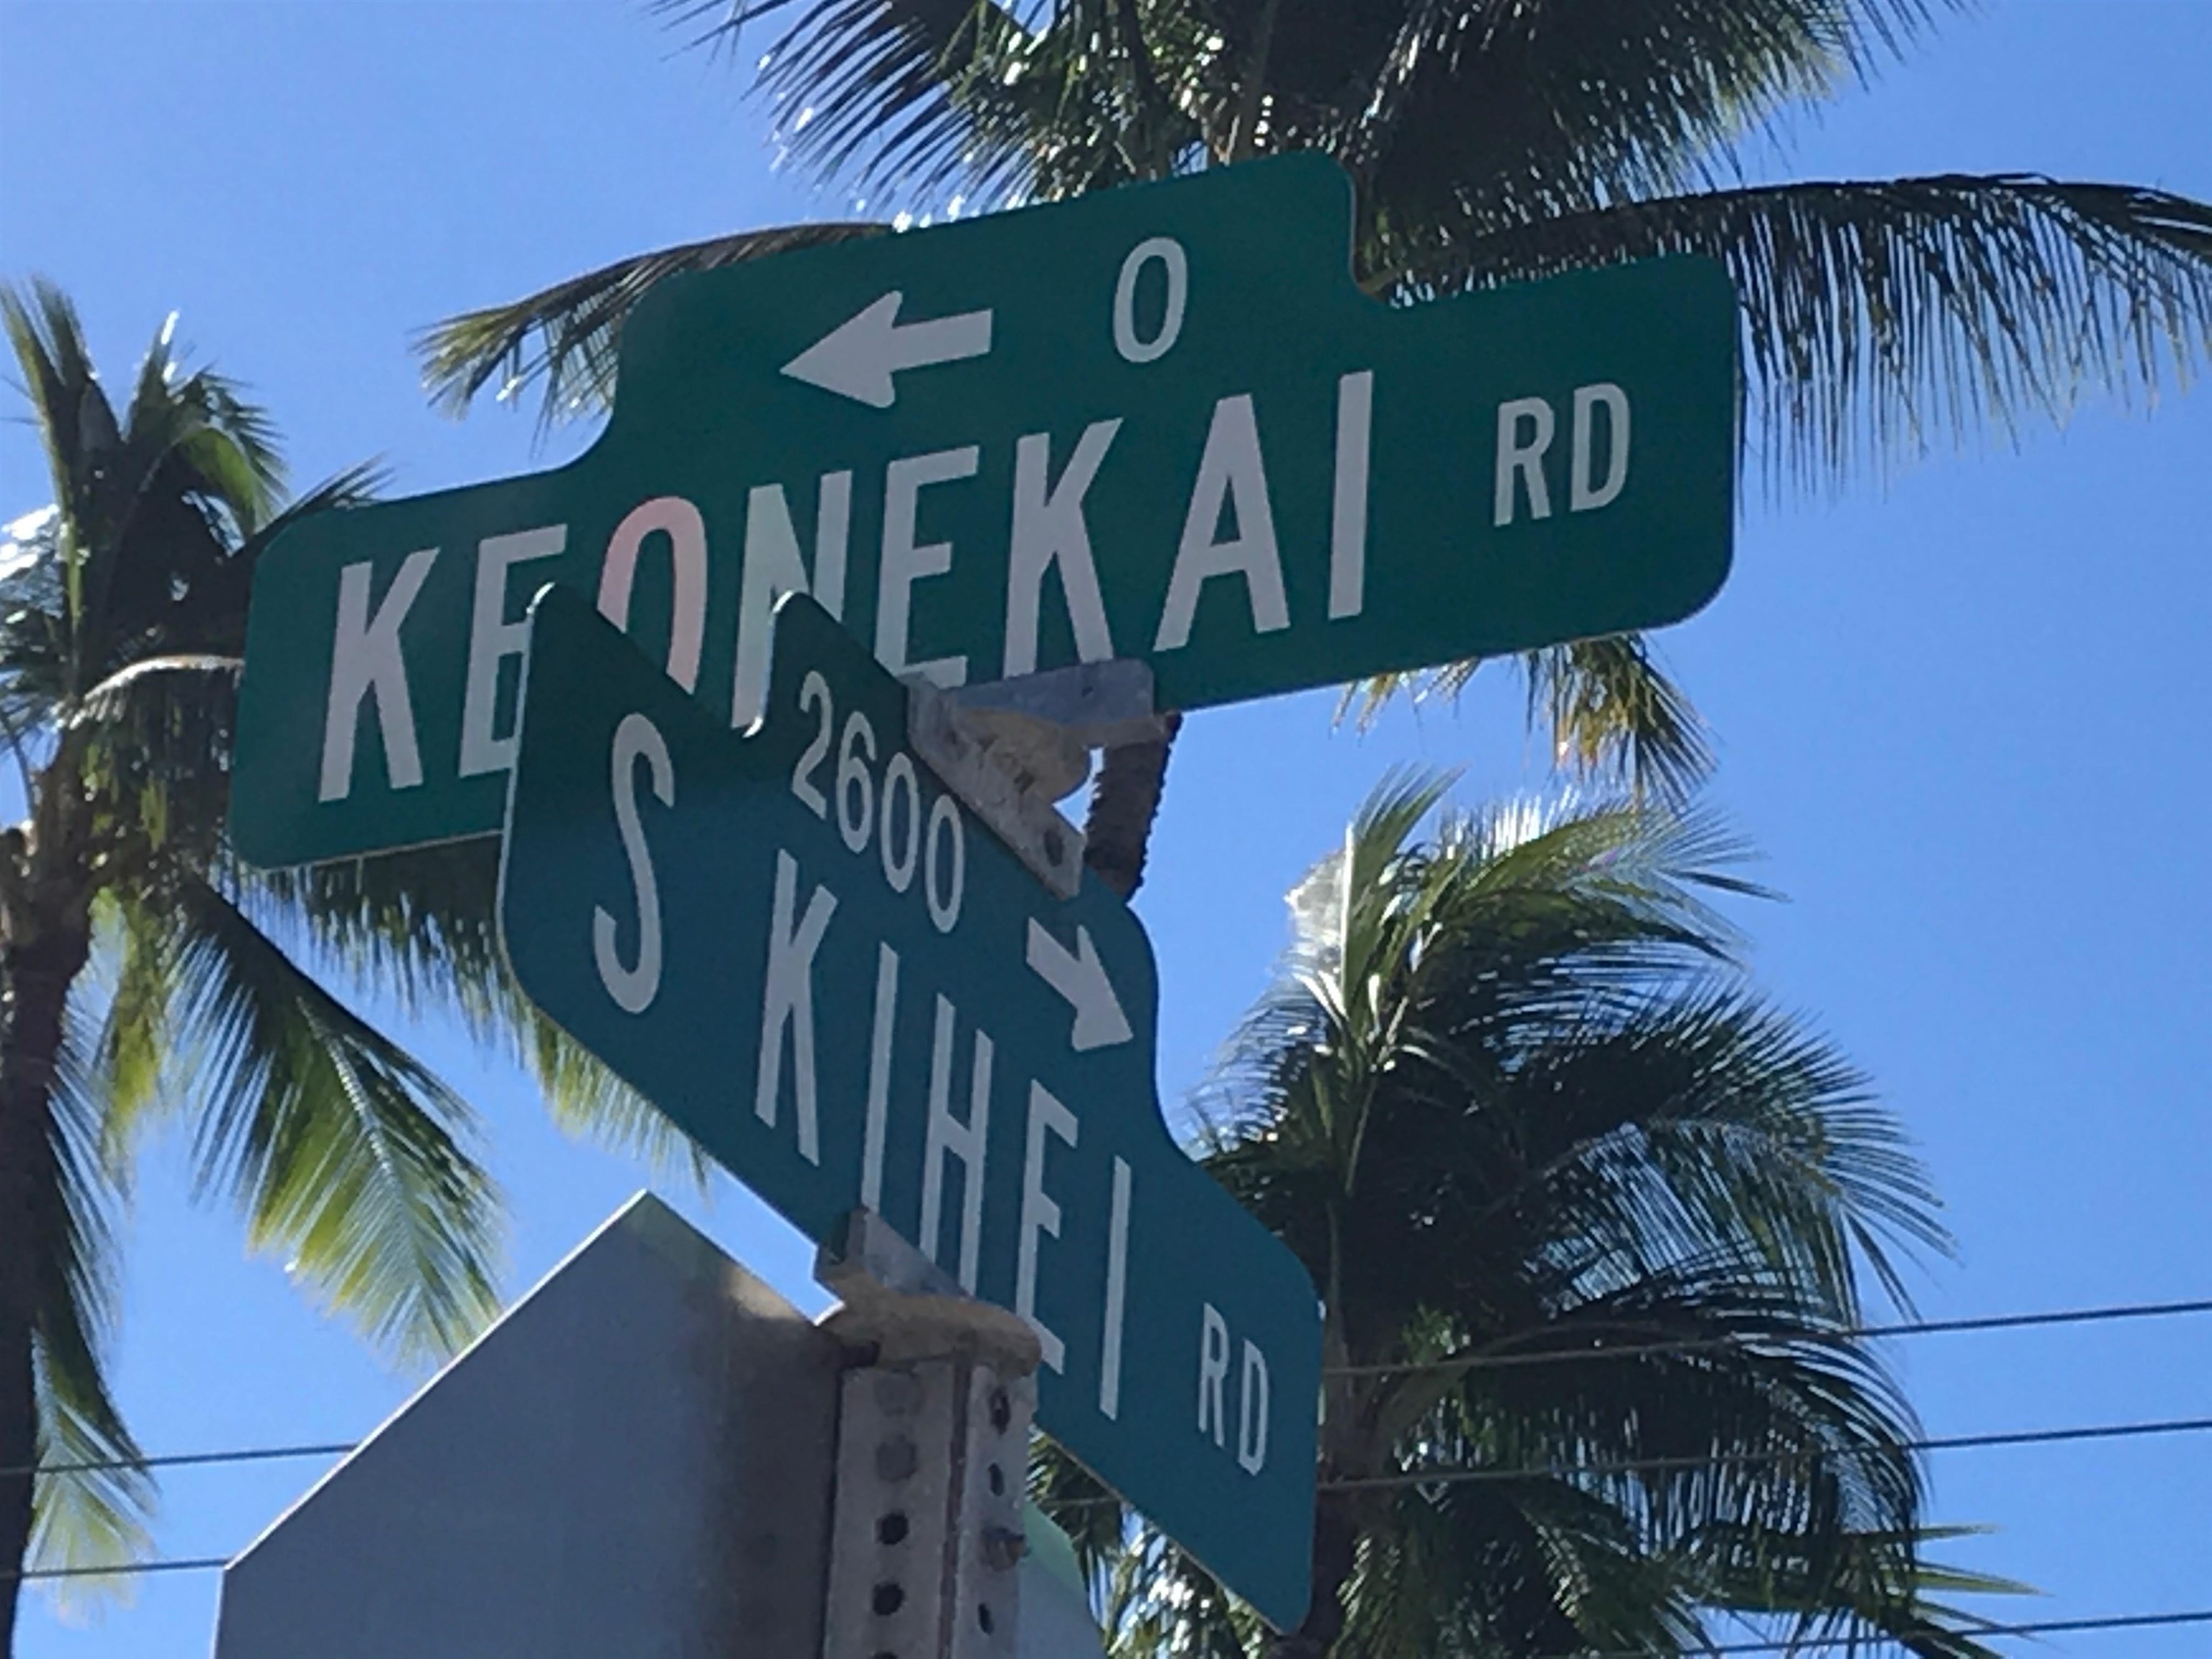 ← 0
KEONEKAI RD
2600 →
S KIHEI RD